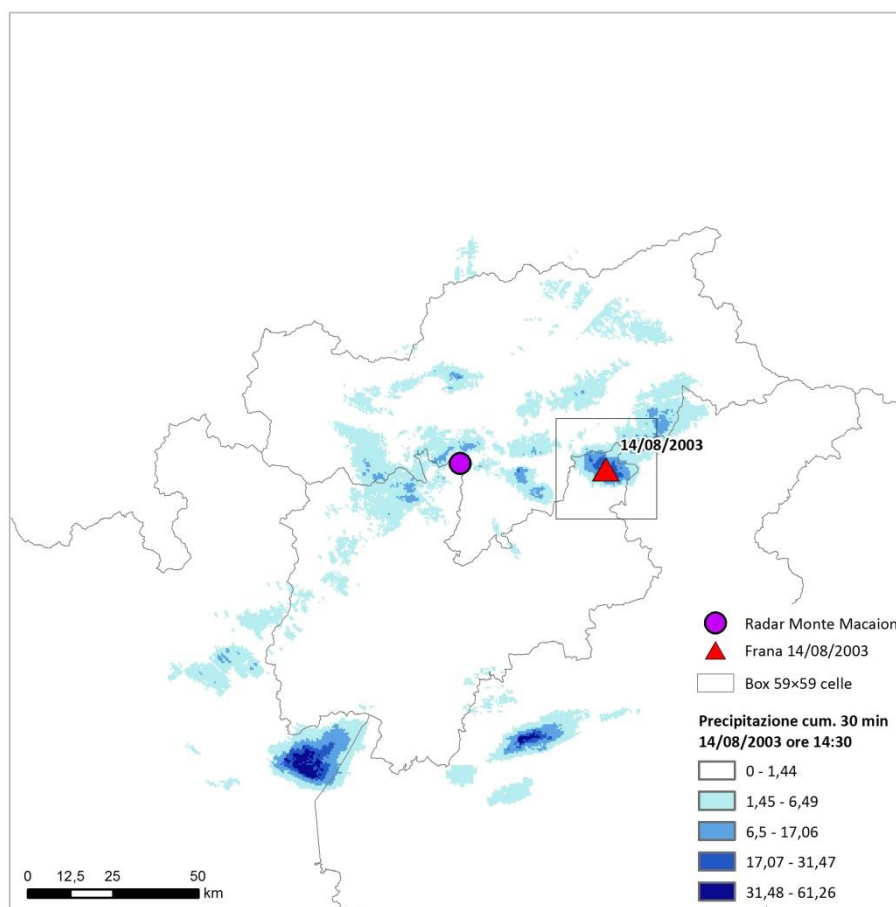 14/08/2003
Radar Monte Macaion
Frana 14/08/2003
Box 59×59 celle
Precipitazione cum. 30 min
14/08/2003 ore 14:30
0 - 1,44
1,45 - 6,49
6,5 - 17,06
17,07 - 31,47
31,48 - 61,26
0 12,5 25 50
km